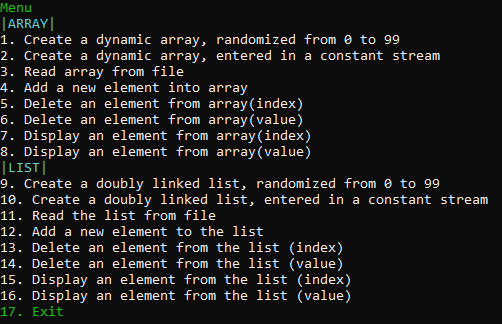 Menu
|ARRAY|
1. Create a dynamic array, randomized from 0 to 99
2. Create a dynamic array, entered in a constant stream
3. Read array from file
4. Add a new element into array
5. Delete an element from array(index)
6. Delete an element from array(value)
7. Display an element from array(index)
8. Display an element from array(value)
|LIST|
9. Create a doubly linked list, randomized from 0 to 99
10. Create a doubly linked list, entered in a constant stream
11. Read the list from file
12. Add a new element to the list
13. Delete an element from the list (index)
14. Delete an element from the list (value)
15. Display an element from the list (index)
16. Display an element from the list (value)
17. Exit